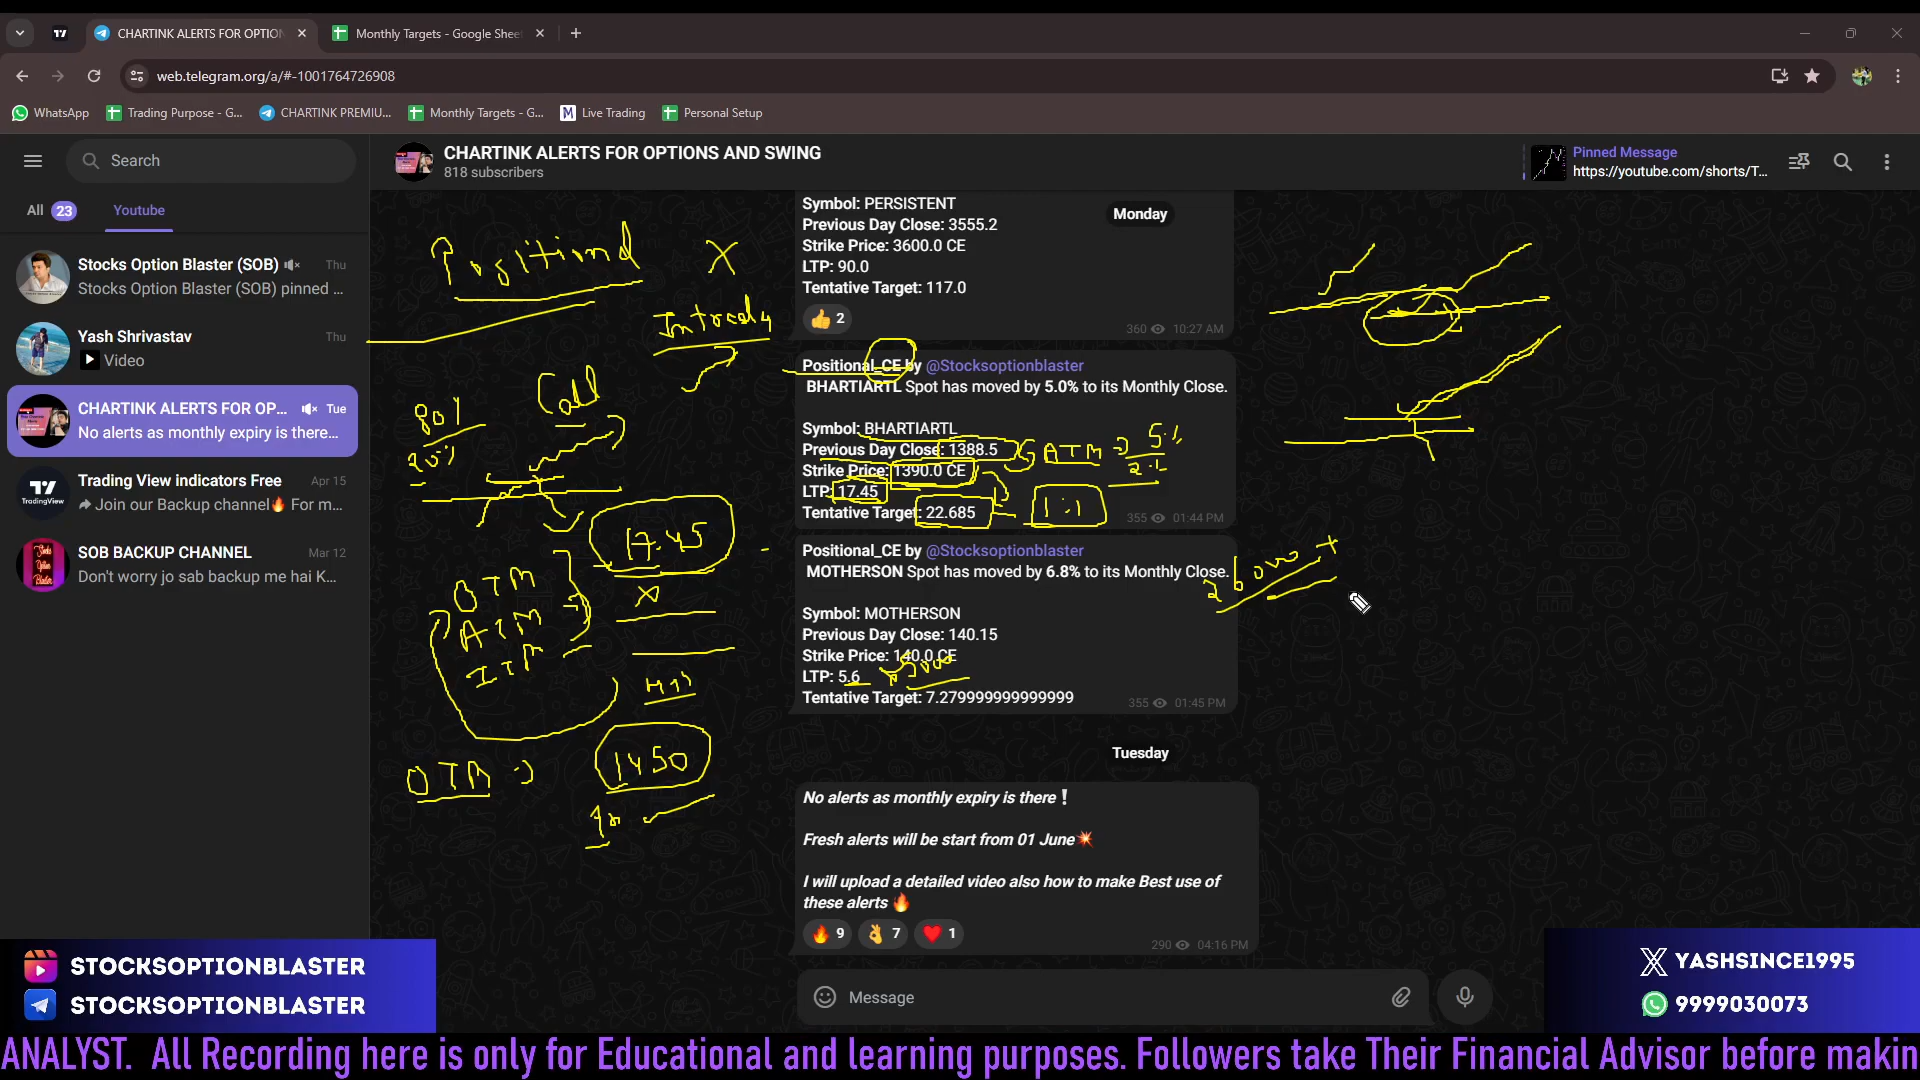 CHARTINK ALERTS FOR OPTION
Monthly Targets - Google Shee
web.telegram.org/a/#-1001764726908
WhatsApp
Trading Purpose - G...
CHARTINK PREMIU...
Monthly Targets - G...
Live Trading
Personal Setup
Search
All 23
Youtube
Stocks Option Blaster (SOB)
Thu
Stocks Option Blaster (SOB) pinned ...
Yash Shrivastav
Thu
Video
CHARTINK ALERTS FOR OP...
Tue
No alerts as monthly expiry is there...
Trading View indicators Free
Apr 15
Join our Backup channel🔥 For m...
SOB BACKUP CHANNEL
Mar 12
Don't worry jo sab backup me hai K...
CHARTINK ALERTS FOR OPTIONS AND SWING
818 subscribers
Pinned Message
https://youtube.com/shorts/T...
Monday
Symbol: PERSISTENT
Previous Day Close: 3555.2
Strike Price: 3600.0 CE
LTP: 90.0
Tentative Target: 117.0
👍 2
360 10:27 AM
Positional_CE by @Stocksoptionblaster
BHARTIARTL Spot has moved by 5.0% to its Monthly Close.
Symbol: BHARTIARTL
Previous Day Close: 1388.5
Strike Price: 1390.0 CE
LTP: 17.45
Tentative Target: 22.685
355 01:44 PM
Positional_CE by @Stocksoptionblaster
MOTHERSON Spot has moved by 6.8% to its Monthly Close.
Symbol: MOTHERSON
Previous Day Close: 140.15
Strike Price: 140.0 CE
LTP: 5.6
Tentative Target: 7.279999999999999
355 01:45 PM
Tuesday
No alerts as monthly expiry is there❗
Fresh alerts will be start from 01 June💥
I will upload a detailed video also how to make Best use of
these alerts 🔥
🔥 9
👌 7
❤️ 1
290 04:16 PM
Message
Positional
X
Call
80%
20%
17.45
OTM
ATM
ITM
OTM
1450
ATM
5%
2%
1:1
STOCKSOPTIONBLASTER
STOCKSOPTIONBLASTER
YASHSINCE1995
9999030073
ANALYST. All Recording here is only for Educational and learning purposes. Followers take Their Financial Advisor before makin